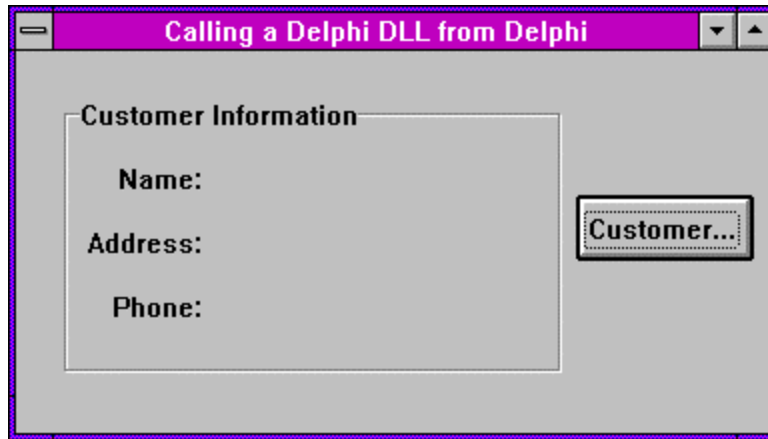 Calling a Delphi DLL from Delphi
Customer Information
Name:
Customer...
Address:
Phone: